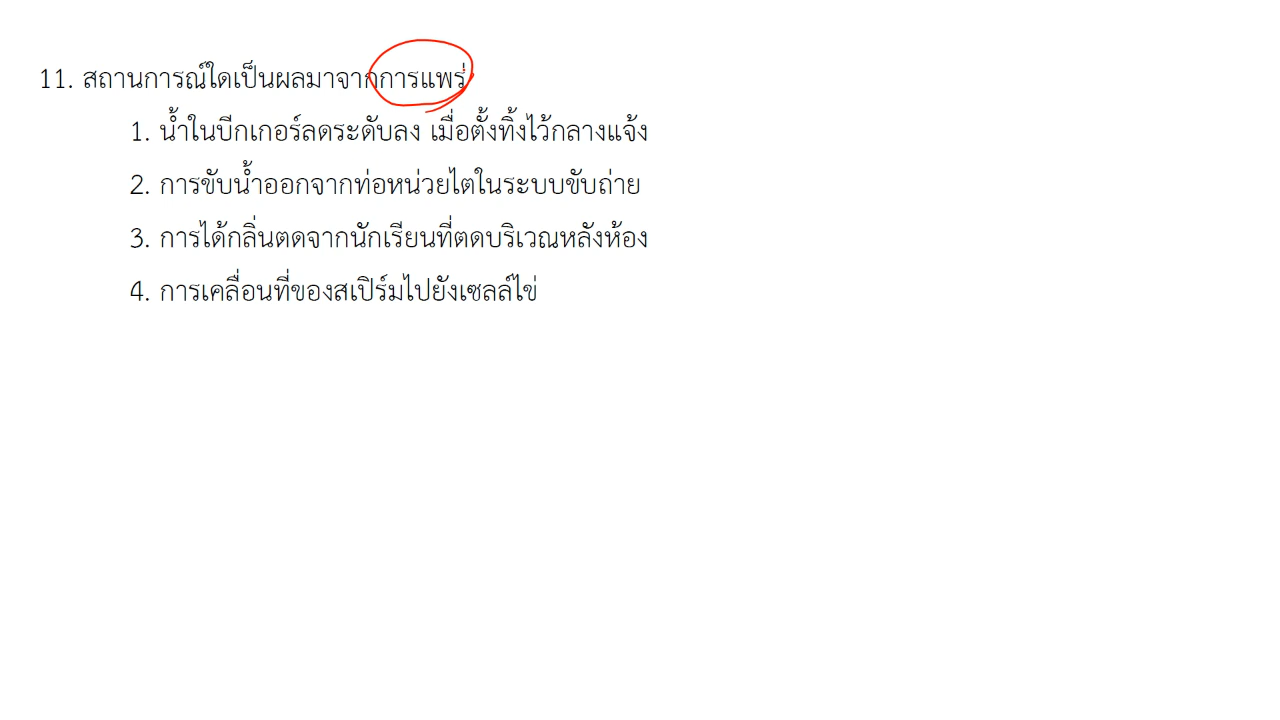 11. สถานการณ์ใดเป็นผลมาจากการแพร่
1. น้ำในบีกเกอร์ลดระดับลง เมื่อตั้งทิ้งไว้กลางแจ้ง
2. การขับน้ำออกจากท่อหน่วยไตในระบบขับถ่าย
3. การได้กลิ่นตดจากนักเรียนที่ตดบริเวณหลังห้อง
4. การเคลื่อนที่ของสเปิร์มไปยังเซลล์ไข่